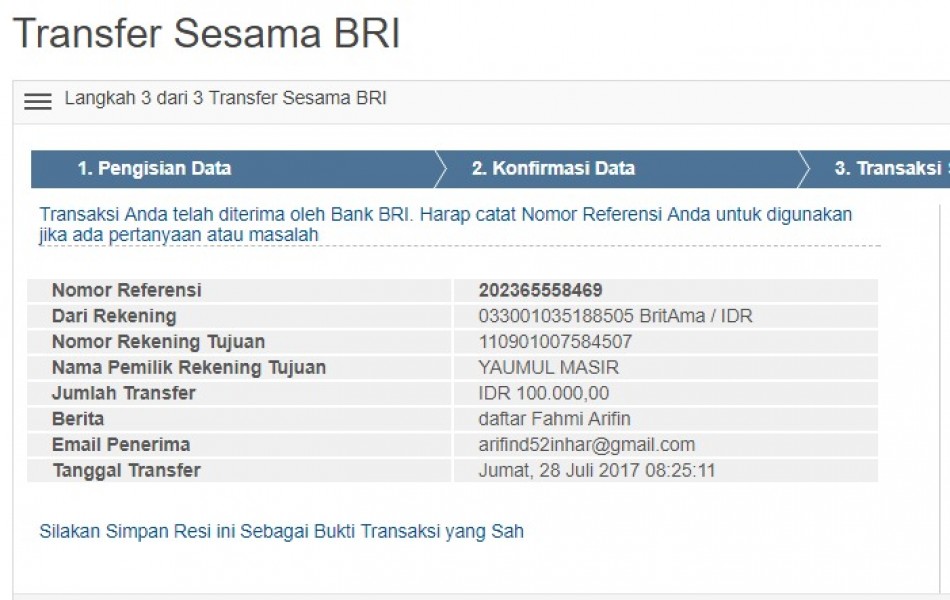 Transfer Sesama BRI
Langkah 3 dari 3 Transfer Sesama BRI
1. Pengisian Data 2. Konfirmasi Data 3. Transaksi
Transaksi Anda telah diterima oleh Bank BRI. Harap catat Nomor Referensi Anda untuk digunakan
jika ada pertanyaan atau masalah
Nomor Referensi 202365558469
Dari Rekening 033001035188505 BritAma / IDR
Nomor Rekening Tujuan 110901007584507
Nama Pemilik Rekening Tujuan YAUMUL MASIR
Jumlah Transfer IDR 100.000,00
Berita daftar Fahmi Arifin
Email Penerima arifind52inhar@gmail.com
Tanggal Transfer Jumat, 28 Juli 2017 08:25:11
Silakan Simpan Resi ini Sebagai Bukti Transaksi yang Sah